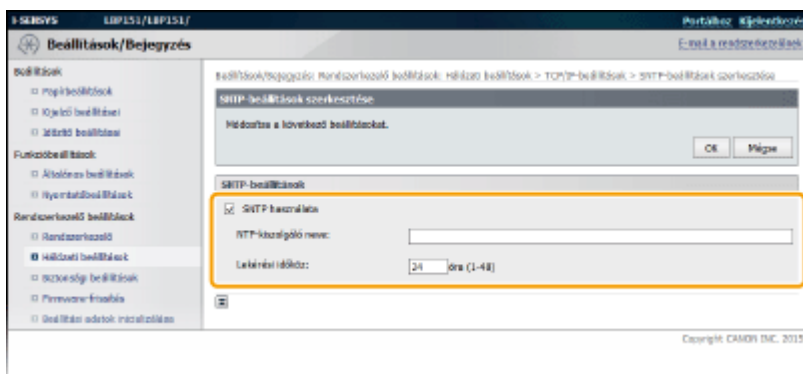 i-SENSYS LBP151/LBP151/ Portálhoz Kijelentkezés
Beállítások/Bejegyzés E-mail a rendszerkezelőnek
Beállítások
Papírbeállítások
Kijelző beállításai
Időzítő beállításai
Funkcióbeállítások
Általános beállítások
Nyomtatóbeállítások
Rendszerkezelő beállítások
Rendszerkezelő
Hálózati beállítások
Biztonsági beállítások
Firmware-frissítés
Beállítási adatok inicializálása
Beállítások/Bejegyzés: Rendszerkezelő beállítások: Hálózati beállítások > TCP/IP-beállítások > SNTP-beállítások szerkesztése
SNTP-beállítások szerkesztése
Módosítsa a következő beállításokat.
OK Mégse
SNTP-beállítások
SNTP használata
NTP-kiszolgáló neve:
Lekérési időköz: 24 óra (1-48)
Copyright CANON INC. 2015